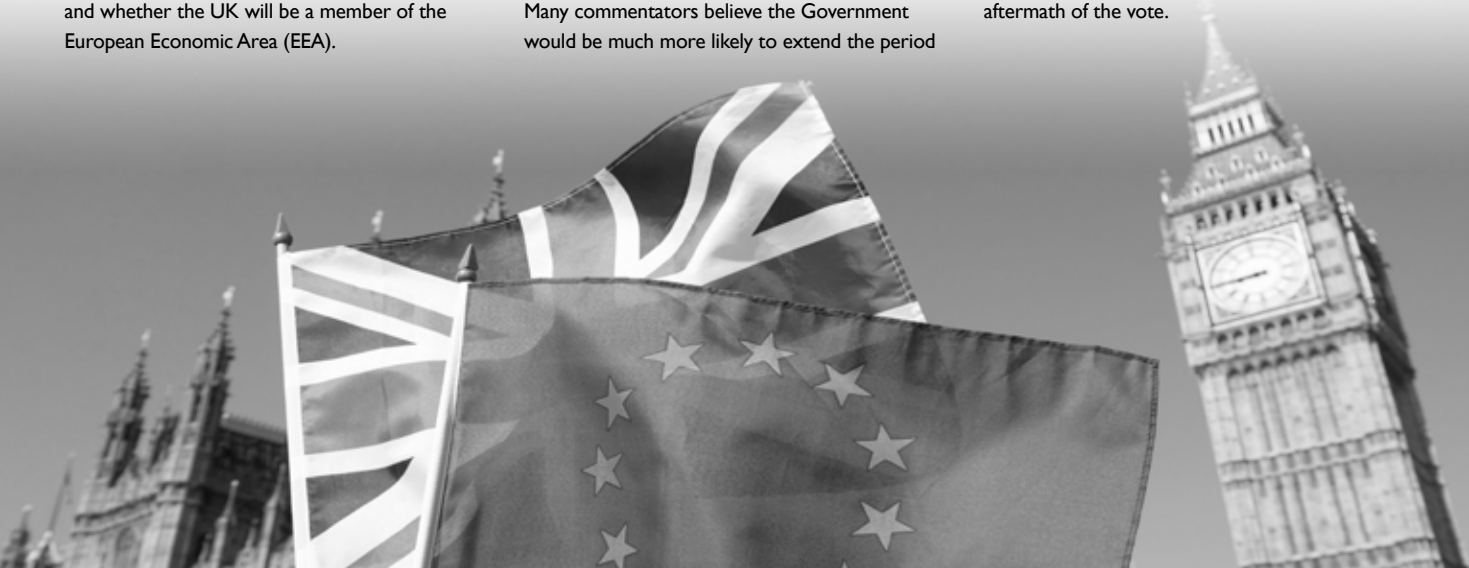 and whether the UK will be a member of the
European Economic Area (EEA).
Many commentators believe the Government
would be much more likely to extend the period
aftermath of the vote.